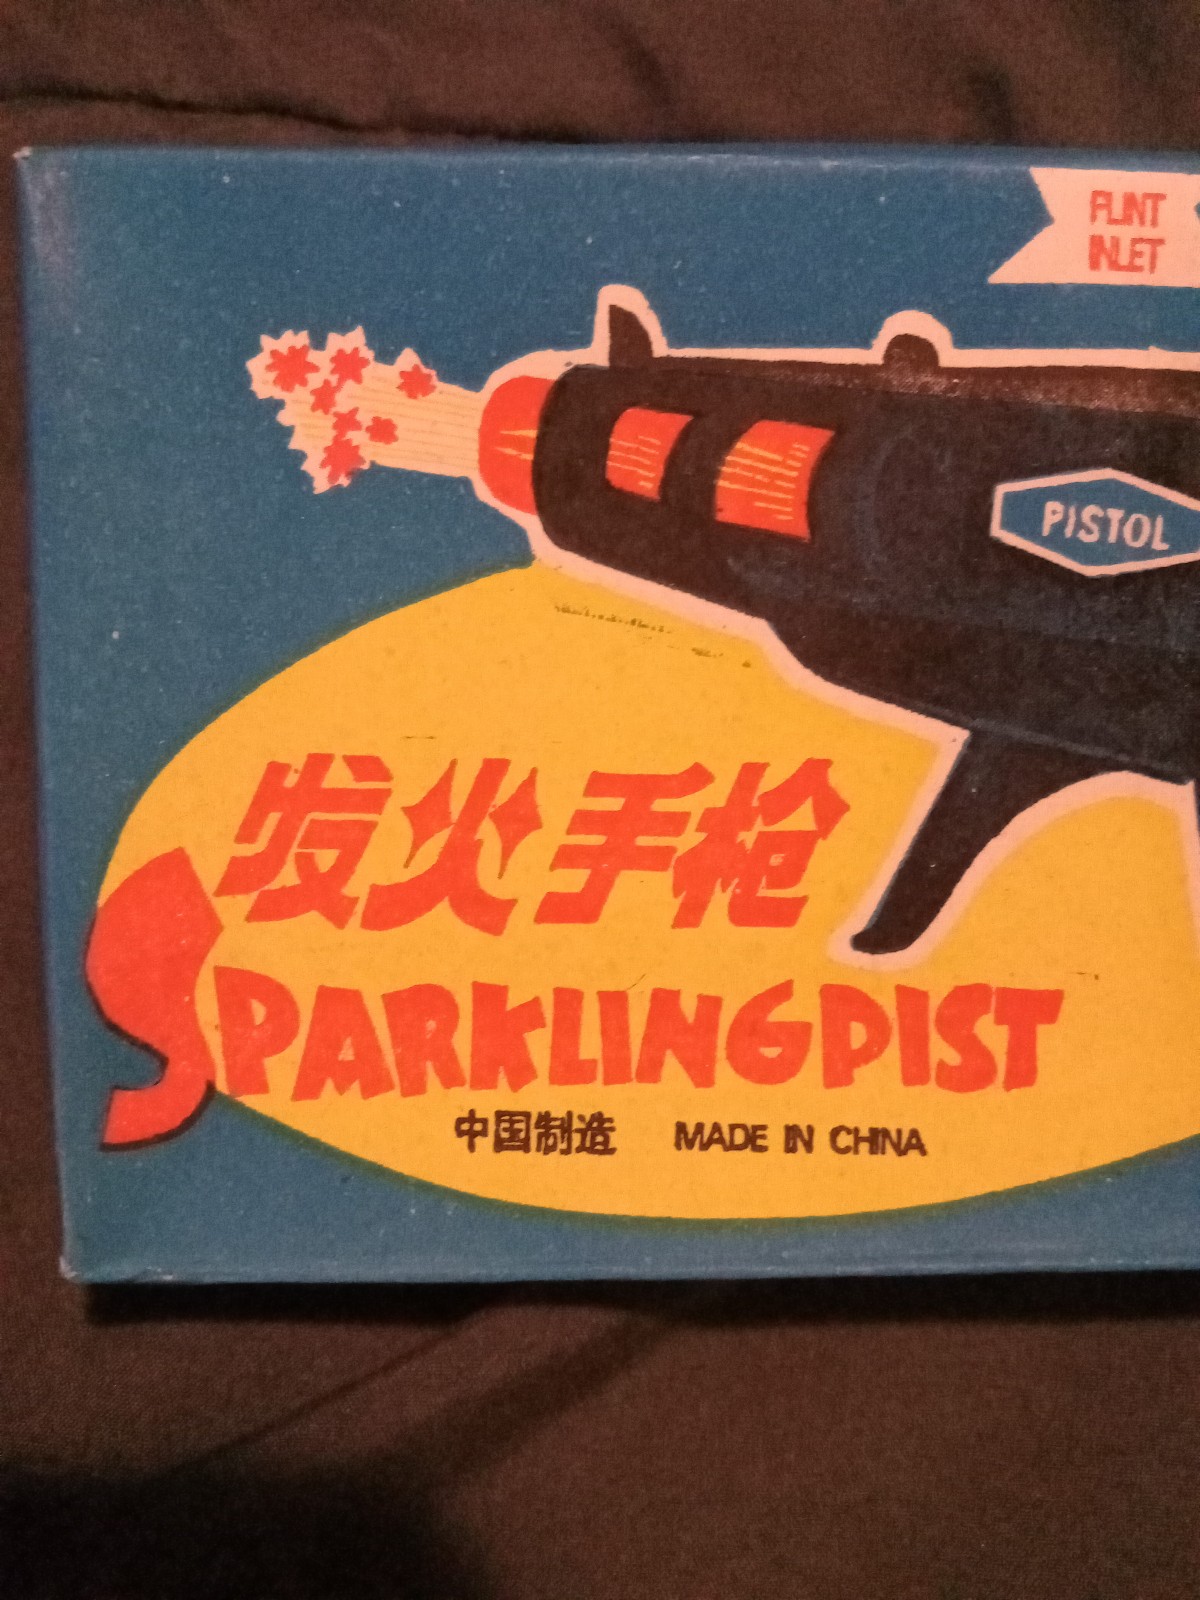 FLINT
INLET
PISTOL
发火手枪
SPARKLINGPIST
中国制造 MADE IN CHINA